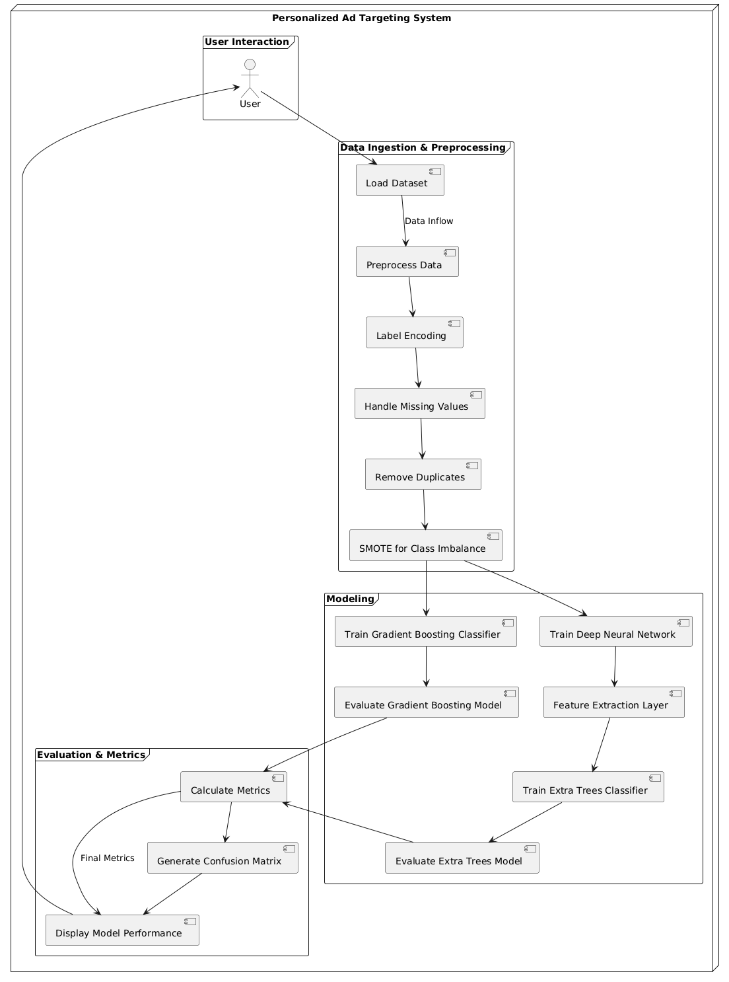 Personalized Ad Targeting System
User Interaction
User
Data Ingestion & Preprocessing
Load Dataset
Data Inflow
Preprocess Data
Label Encoding
Handle Missing Values
Remove Duplicates
SMOTE for Class Imbalance
Modeling
Train Gradient Boosting Classifier
Train Deep Neural Network
Evaluate Gradient Boosting Model
Feature Extraction Layer
Evaluation & Metrics
Calculate Metrics
Train Extra Trees Classifier
Final Metrics
Generate Confusion Matrix
Evaluate Extra Trees Model
Display Model Performance